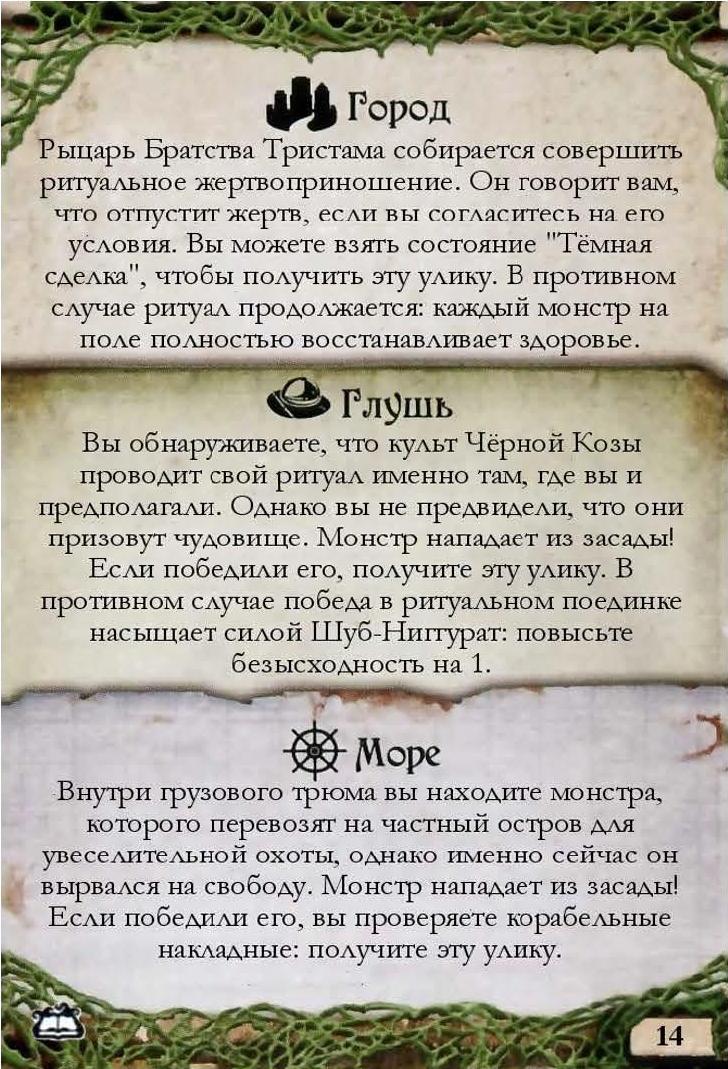 Город
Рыцарь Братства Тристама собирается совершить
ритуальное жертвоприношение. Он говорит вам,
что отпустит жертв, если вы согласитесь на его
условия. Вы можете взять состояние "Тёмная
сделка", чтобы получить эту улику. В противном
случае ритуал продолжается: каждый монстр на
поле полностью восстанавливает здоровье.
Глушь
Вы обнаруживаете, что культ Чёрной Козы
проводит свой ритуал именно там, где вы и
предполагали. Однако вы не предвидели, что они
призовут чудовище. Монстр нападает из засады!
Если победили его, получите эту улику. В
противном случае победа в ритуальном поединке
насыщает силой Шуб-Ниггурат: повысьте
безысходность на 1.
Море
Внутри грузового трюма вы находите монстра,
которого перевозят на частный остров для
увеселительной охоты, однако именно сейчас он
вырвался на свободу. Монстр нападает из засады!
Если победили его, вы проверяете корабельные
накладные: получите эту улику.
14